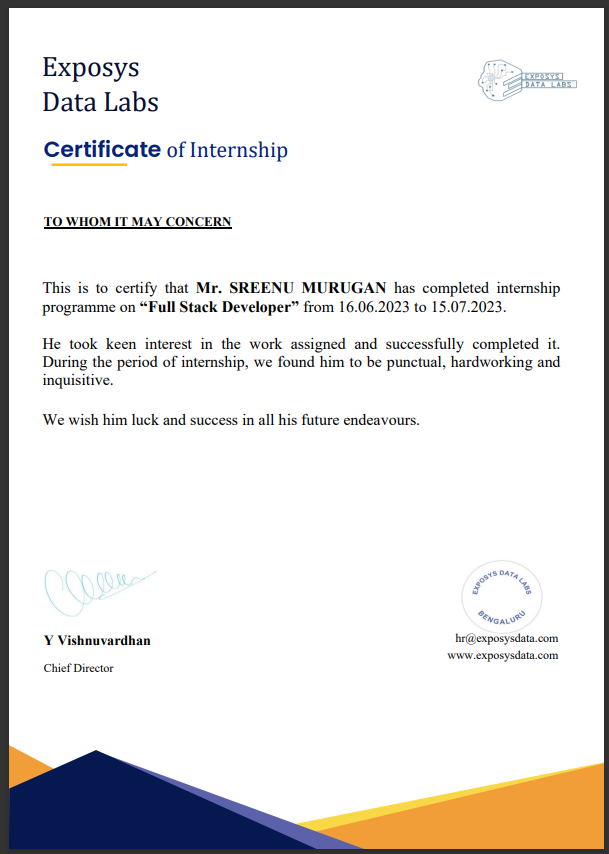 Exposys
Data Labs
EXPOSYS
DATA LABS
Certificate of Internship
TO WHOM IT MAY CONCERN
This is to certify that Mr. SREENU MURUGAN has completed internship
programme on “Full Stack Developer” from 16.06.2023 to 15.07.2023.
He took keen interest in the work assigned and successfully completed it.
During the period of internship, we found him to be punctual, hardworking and
inquisitive.
We wish him luck and success in all his future endeavours.
EXPOSYS DATA LABS
BENGALURU
Y Vishnuvardhan
Chief Director
hr@exposysdata.com
www.exposysdata.com